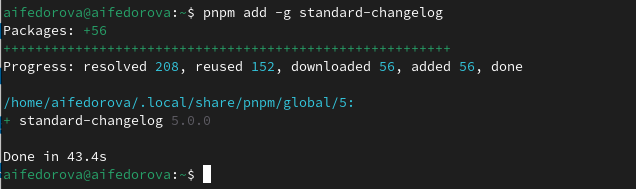 aifedorova@aifedorova:~$ pnpm add -g standard-changelog
Packages: +56
++++++++++++++++++++++++++++++++++++++++++++++++++++++++
Progress: resolved 208, reused 152, downloaded 56, added 56, done
/home/aifedorova/.local/share/pnpm/global/5:
+ standard-changelog 5.0.0
Done in 43.4s
aifedorova@aifedorova:~$